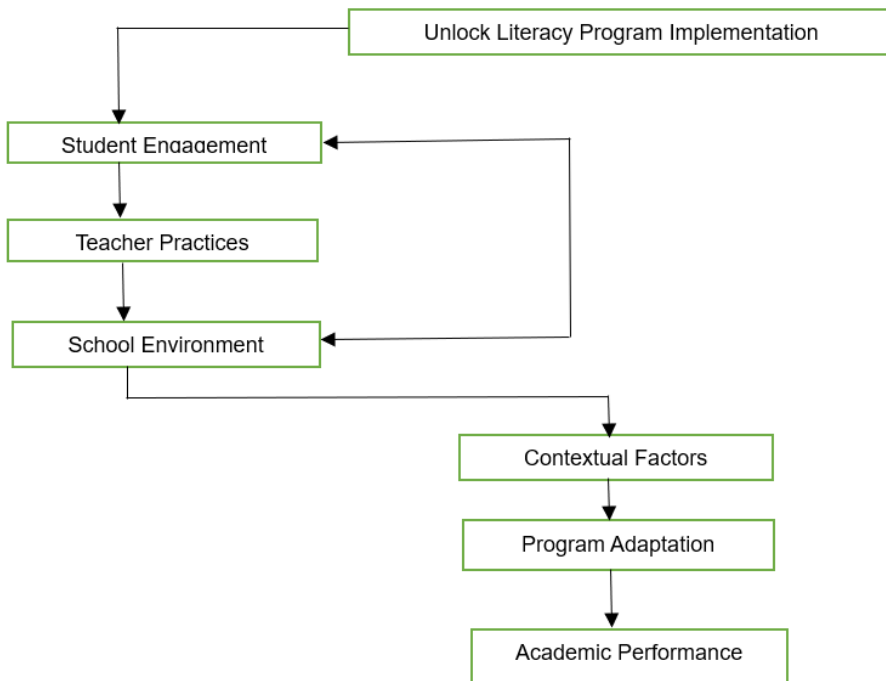 Unlock Literacy Program Implementation
Student Engagement
Teacher Practices
School Environment
Contextual Factors
Program Adaptation
Academic Performance